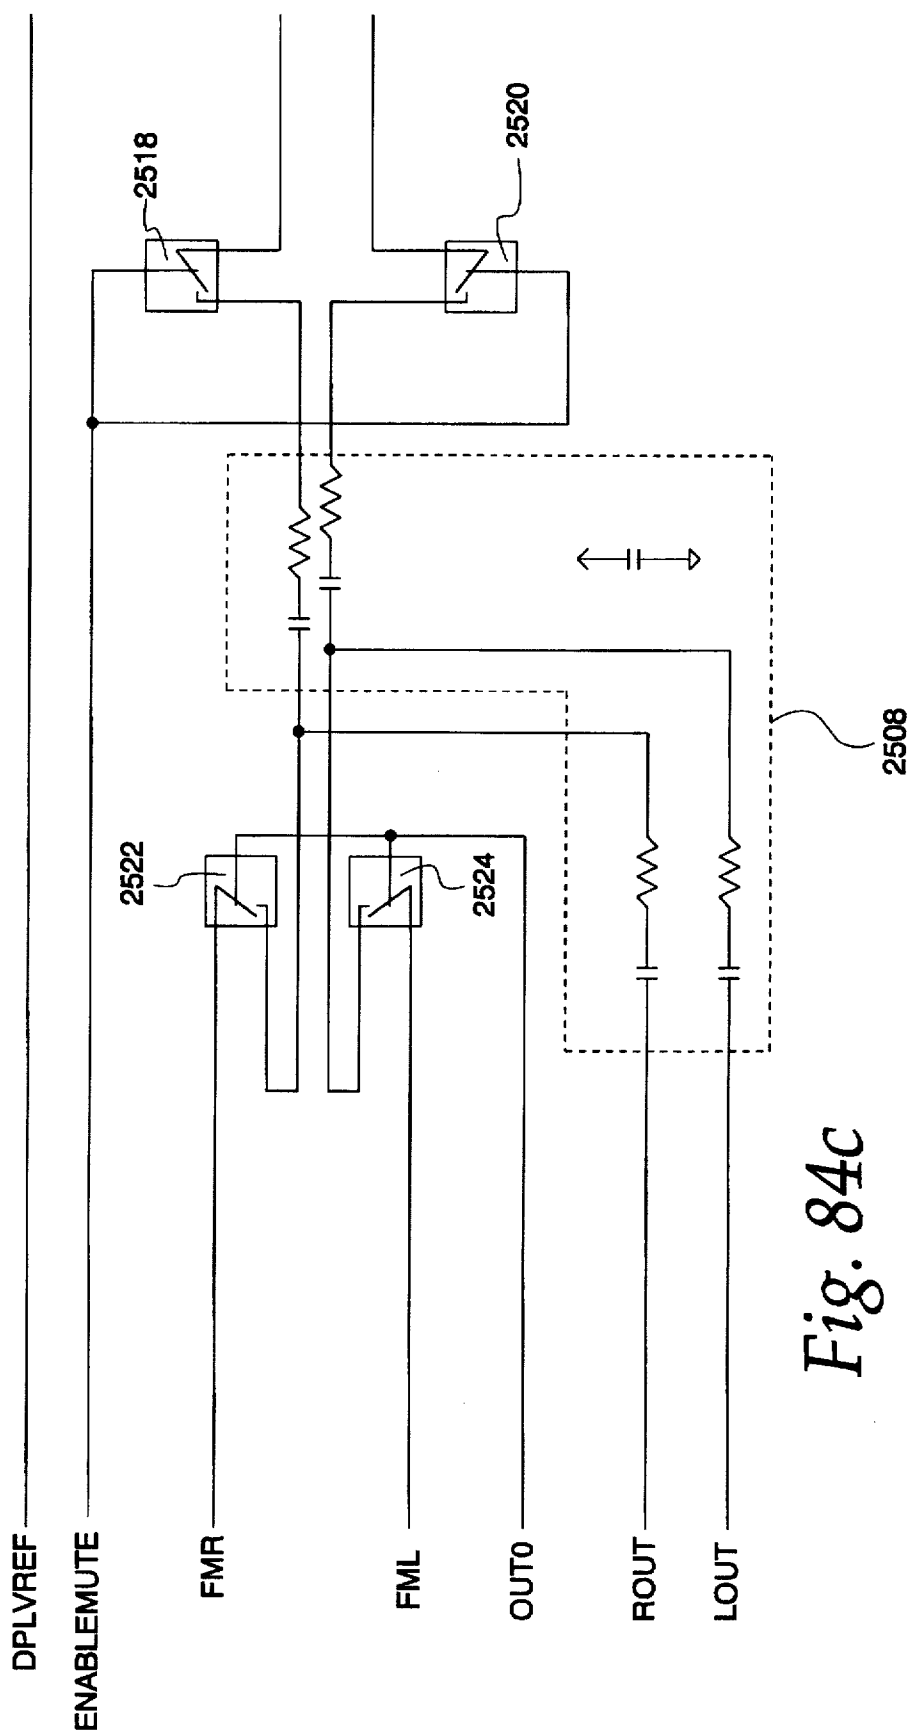 DPLVREF
ENABLEMUTE
FMR
FML
OUT0
ROUT
LOUT
2522
2524
2518
2520
2508
Fig. 84c